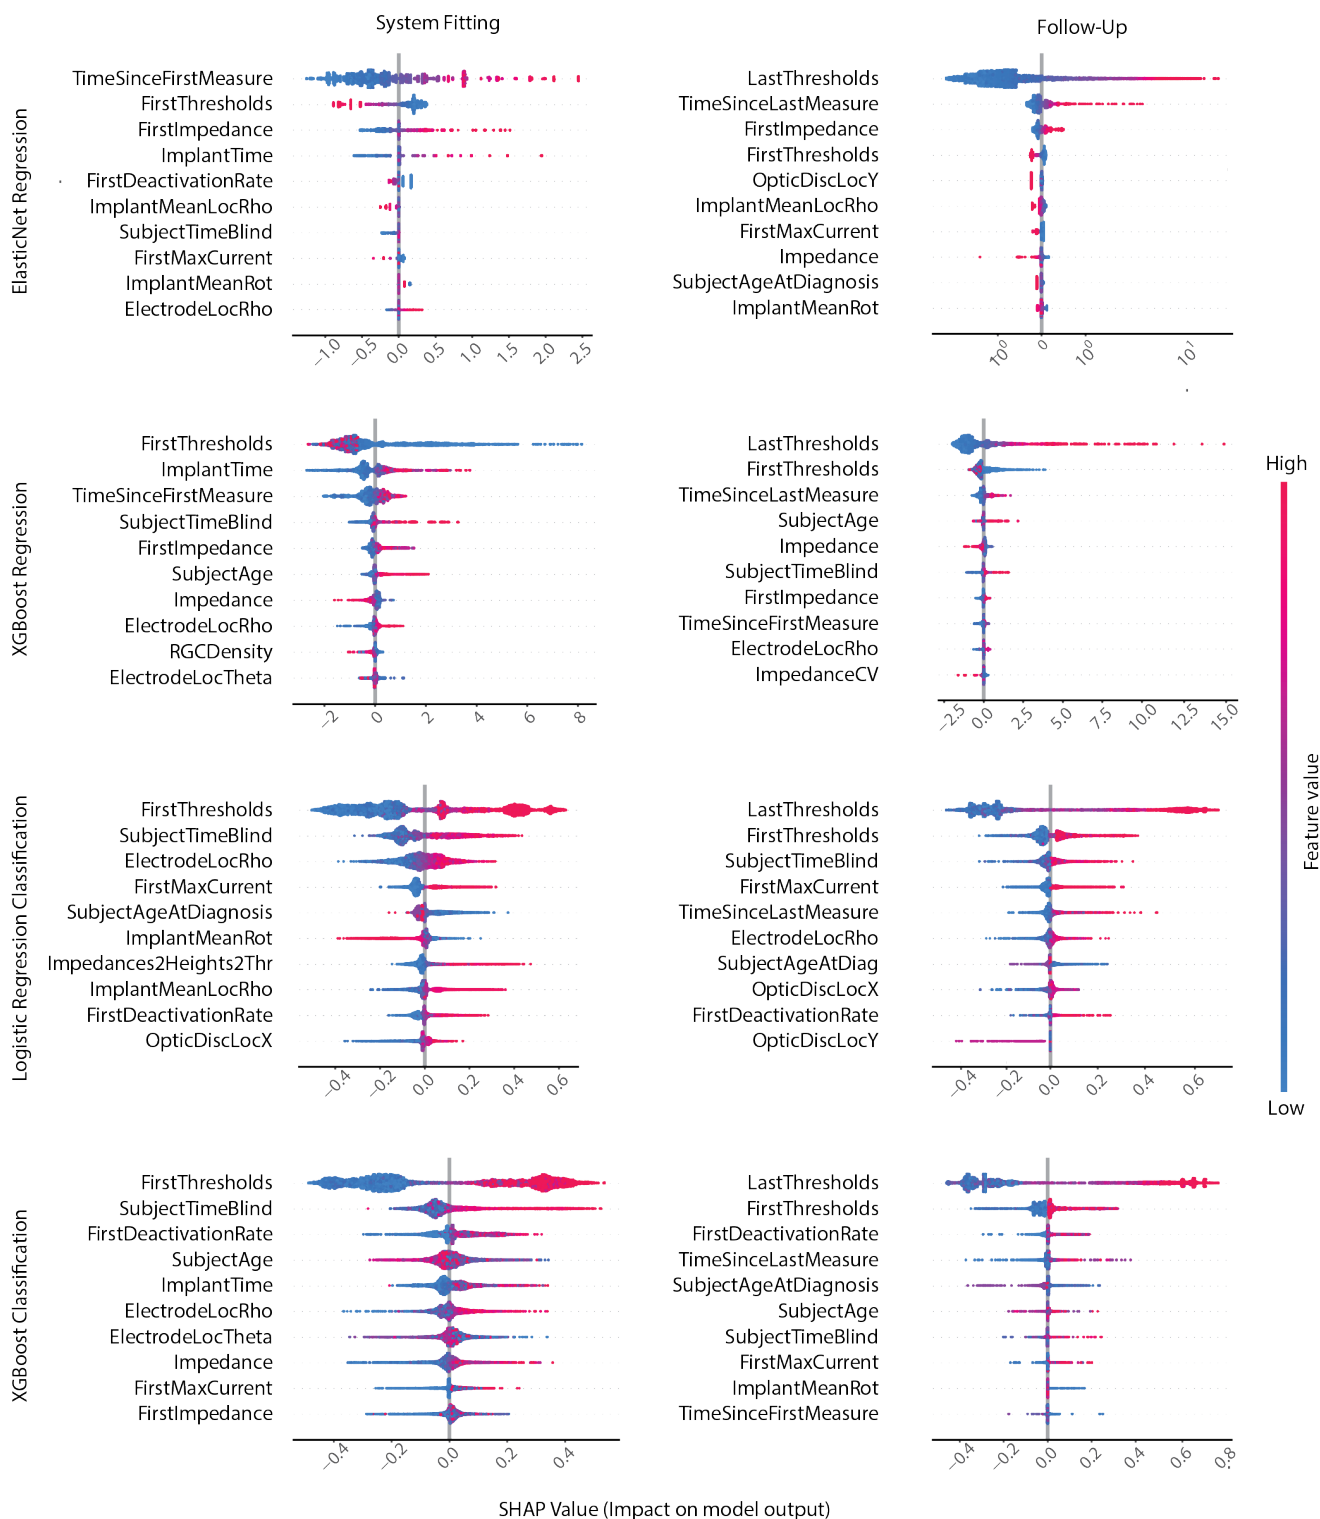 System Fitting
Follow-Up
ElasticNet Regression
TimeSinceFirstMeasure
FirstThresholds
FirstImpedance
ImplantTime
FirstDeactivationRate
ImplantMeanLocRho
SubjectTimeBlind
FirstMaxCurrent
ImplantMeanRot
ElectrodeLocRho
−1.0 −0.5 0.0 0.5 1.0 1.5 2.0 2.5
LastThresholds
TimeSinceLastMeasure
FirstImpedance
FirstThresholds
OpticDiscLocY
ImplantMeanLocRho
FirstMaxCurrent
Impedance
SubjectAgeAtDiagnosis
ImplantMeanRot
10⁰ 0 10⁰ 10¹
XGBoost Regression
FirstThresholds
ImplantTime
TimeSinceFirstMeasure
SubjectTimeBlind
FirstImpedance
SubjectAge
Impedance
ElectrodeLocRho
RGCDensity
ElectrodeLocTheta
−2 0 2 4 6 8
LastThresholds
FirstThresholds
TimeSinceLastMeasure
SubjectAge
Impedance
SubjectTimeBlind
FirstImpedance
TimeSinceFirstMeasure
ElectrodeLocRho
ImpedanceCV
−2.5 0.0 2.5 5.0 7.5 10.0 12.5 15.0
Logistic Regression Classification
FirstThresholds
SubjectTimeBlind
ElectrodeLocRho
FirstMaxCurrent
SubjectAgeAtDiagnosis
ImplantMeanRot
Impedances2Heights2Thr
ImplantMeanLocRho
FirstDeactivationRate
OpticDiscLocX
−0.4 −0.2 0.0 0.2 0.4 0.6
LastThresholds
FirstThresholds
SubjectTimeBlind
FirstMaxCurrent
TimeSinceLastMeasure
ElectrodeLocRho
SubjectAgeAtDiag
OpticDiscLocX
FirstDeactivationRate
OpticDiscLocY
−0.4 −0.2 0.0 0.2 0.4 0.6
XGBoost Classification
FirstThresholds
SubjectTimeBlind
FirstDeactivationRate
SubjectAge
ImplantTime
ElectrodeLocRho
ElectrodeLocTheta
Impedance
FirstMaxCurrent
FirstImpedance
−0.4 −0.2 0.0 0.2 0.4
LastThresholds
FirstThresholds
FirstDeactivationRate
TimeSinceLastMeasure
SubjectAgeAtDiagnosis
SubjectAge
SubjectTimeBlind
FirstMaxCurrent
ImplantMeanRot
TimeSinceFirstMeasure
−0.4 −0.2 0.0 0.2 0.4 0.6 0.8
High
Feature value
Low
SHAP Value (Impact on model output)